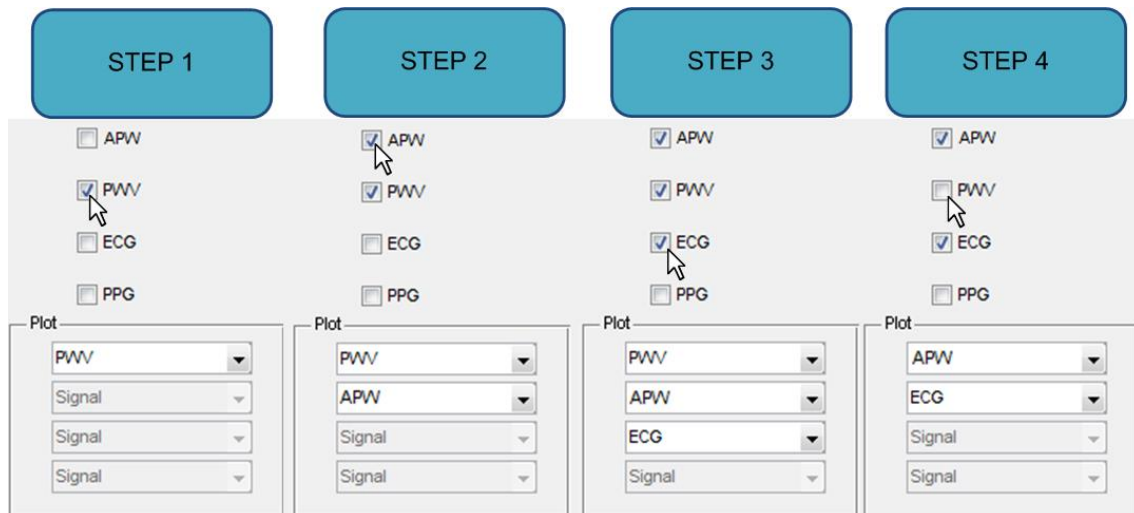 STEP 1
STEP 2
STEP 3
STEP 4
APW
PWV
ECG
PPG
Plot
PWV
Signal
Signal
Signal
APW
PWV
ECG
PPG
Plot
PWV
APW
Signal
Signal
APW
PWV
ECG
PPG
Plot
PWV
APW
ECG
Signal
APW
PWV
ECG
PPG
Plot
APW
ECG
Signal
Signal